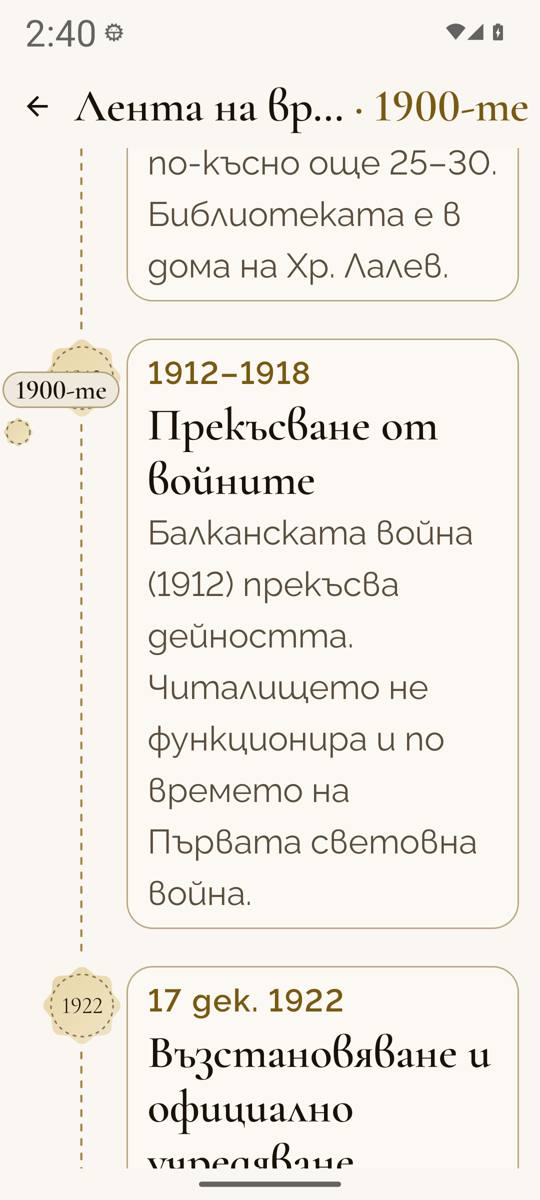 2:40
Лента на вр... · 1900-те
по-късно още 25–30.
Библиотеката е в
дома на Хр. Лалев.
1900-те
1912–1918
Прекъсване от
войните
Балканската война
(1912) прекъсва
дейността.
Читалището не
функционира и по
времето на
Първата световна
война.
1922
17 дек. 1922
Възстановяване и
официално
учредяване